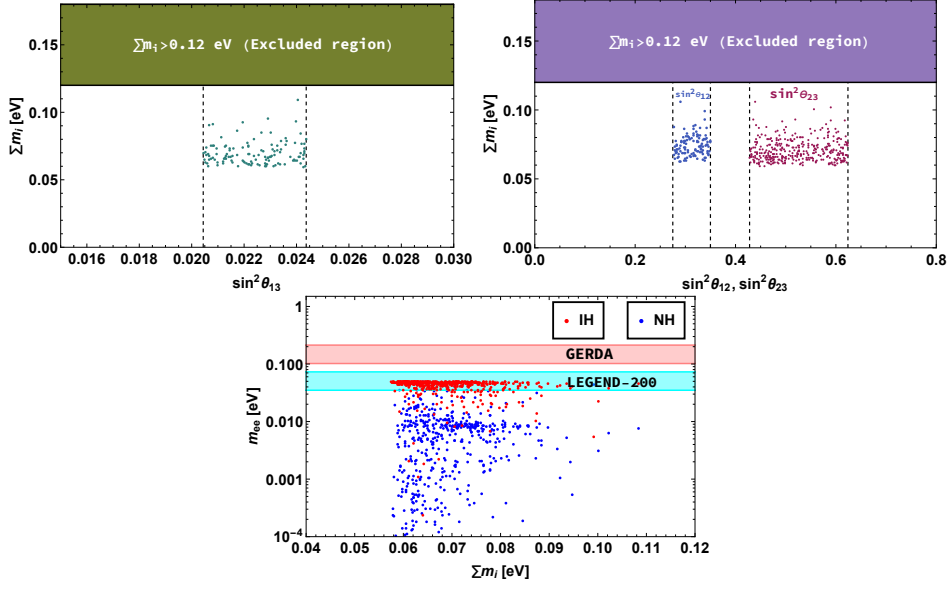 ∑mᵢ>0.12 eV (Excluded region)
∑mᵢ [eV]
0.15
0.10
0.05
0.00
0.016 0.018 0.020 0.022 0.024 0.026 0.028 0.030
sin²θ₁₃
∑mᵢ>0.12 eV (Excluded region)
sin²θ₁₂
sin²θ₂₃
∑mᵢ [eV]
0.15
0.10
0.05
0.00
0.0 0.2 0.4 0.6 0.8
sin²θ₁₂, sin²θ₂₃
IH NH
GERDA
LEGEND-200
mₑₑ [eV]
1
0.100
0.010
0.001
10⁻⁴
0.04 0.05 0.06 0.07 0.08 0.09 0.10 0.11 0.12
∑mᵢ [eV]